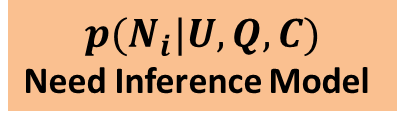 p(N_i|U, Q, C)
Need Inference Model